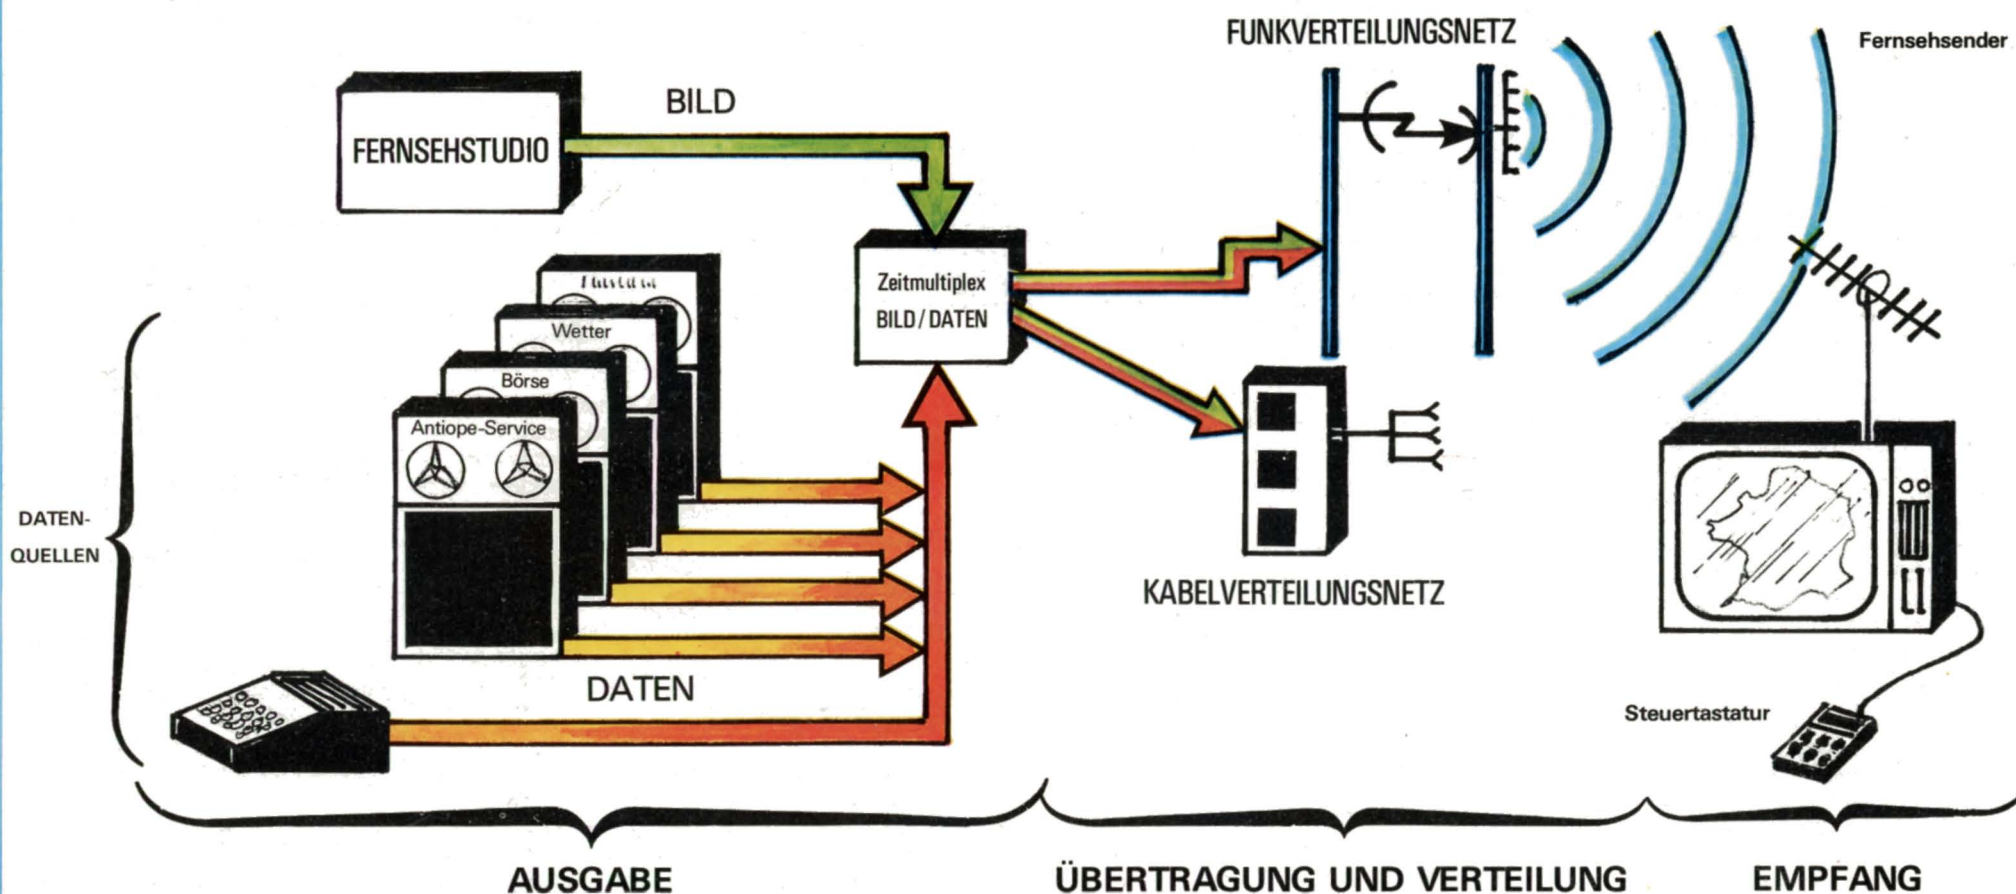 FUNKVERTEILUNGSNETZ
Fernsehsender
BILD
FERNSEHSTUDIO
Zeitmultiplex
BILD/DATEN
Wetter
Börse
Antiope-Service
DATEN-
QUELLEN
KABELVERTEILUNGSNETZ
DATEN
Steuertastatur
AUSGABE
ÜBERTRAGUNG UND VERTEILUNG
EMPFANG